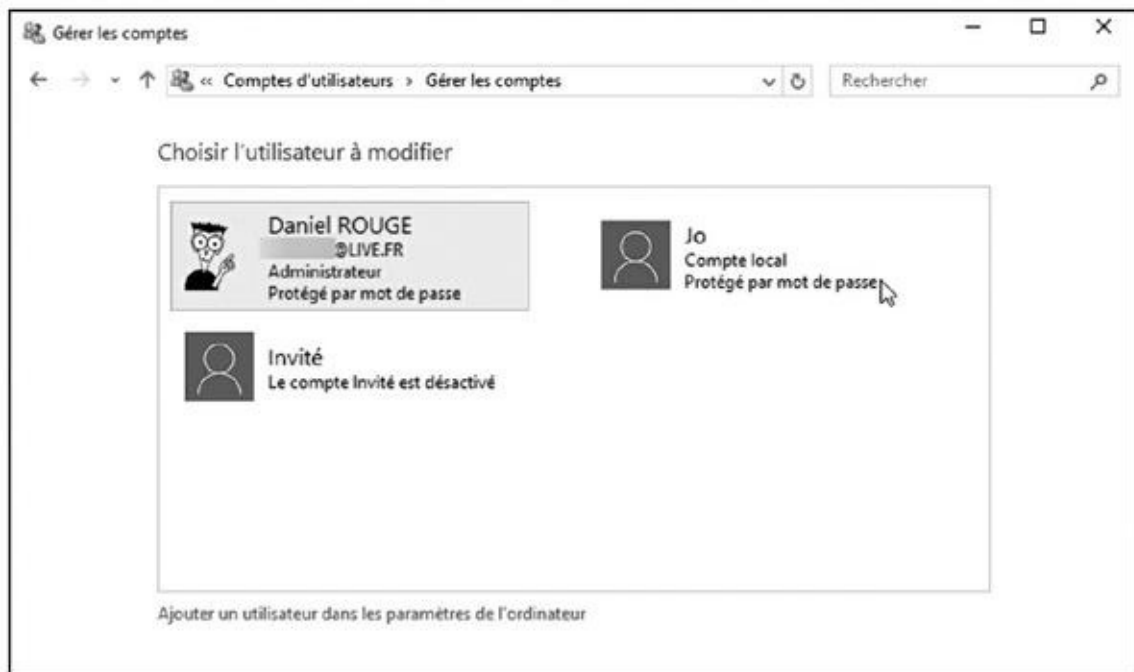 Gérer les comptes
« Comptes d'utilisateurs › Gérer les comptes
Rechercher
Choisir l'utilisateur à modifier
Daniel ROUGE
@LIVE.FR
Administrateur
Protégé par mot de passe
Jo
Compte local
Protégé par mot de passe
Invité
Le compte Invité est désactivé
Ajouter un utilisateur dans les paramètres de l'ordinateur